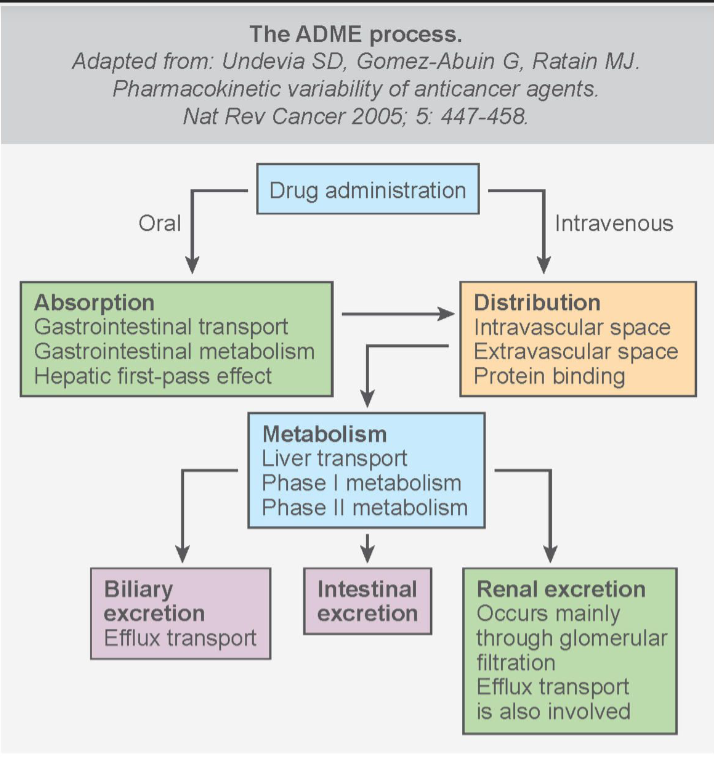 The ADME process.
Adapted from: Undevia SD, Gomez-Abuin G, Ratain MJ.
Pharmacokinetic variability of anticancer agents.
Nat Rev Cancer 2005; 5: 447-458.
Drug administration
Oral
Intravenous
Absorption
Gastrointestinal transport
Gastrointestinal metabolism
Hepatic first-pass effect
Distribution
Intravascular space
Extravascular space
Protein binding
Metabolism
Liver transport
Phase I metabolism
Phase II metabolism
Biliary
excretion
Efflux transport
Intestinal
excretion
Renal excretion
Occurs mainly
through glomerular
filtration
Efflux transport
is also involved